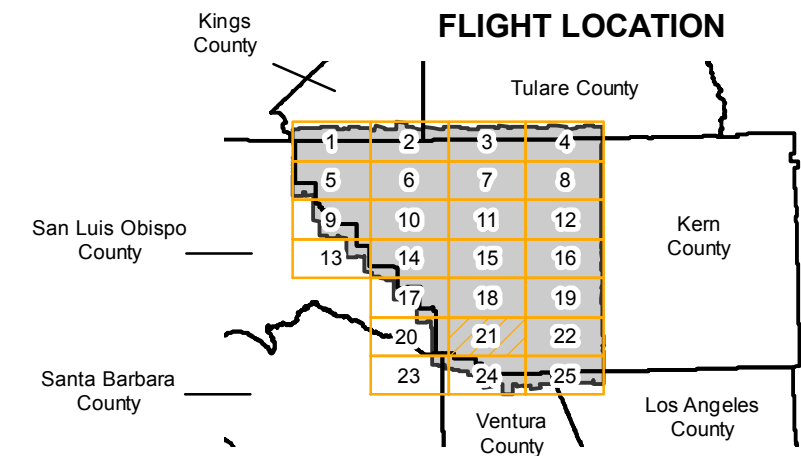 FLIGHT LOCATION
Kings
County
Tulare County
1 2 3 4
5 6 7 8
9 10 11 12
San Luis Obispo
County
Kern
County
13 14 15 16
17 18 19
20 21 22
23 24 25
Santa Barbara
County
Ventura
County
Los Angeles
County